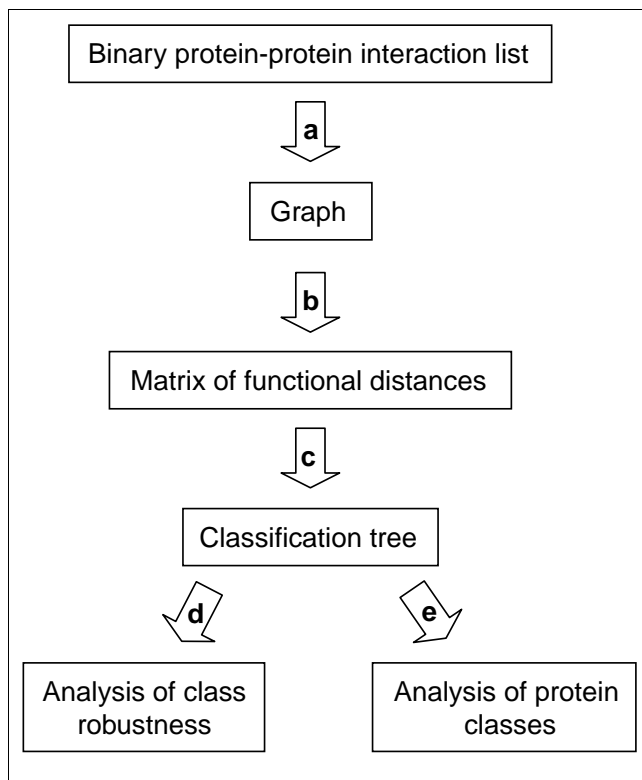 Binary protein-protein interaction list
a
Graph
b
Matrix of functional distances
c
Classification tree
d
e
Analysis of class
robustness
Analysis of protein
classes